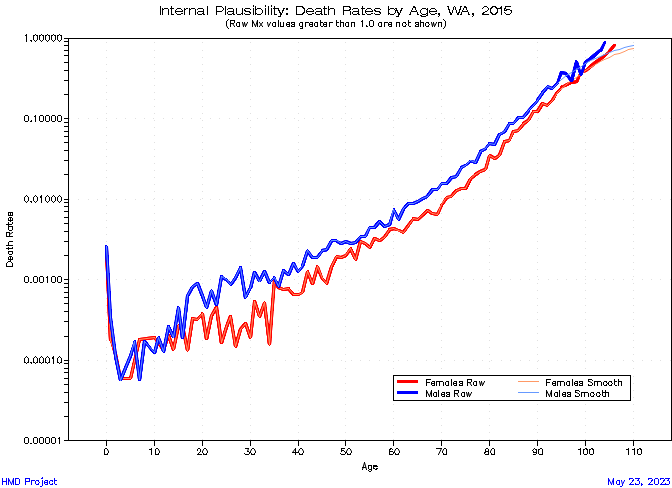 Internal Plausibility: Death Rates by Age, WA, 2015
(Raw Mx values greater than 1.0 are not shown)
1.00000
0.10000
0.01000
0.00100
0.00010
0.00001
Death Rates
Females Raw
Females Smooth
Males Raw
Males Smooth
0 10 20 30 40 50 60 70 80 90 100 110
Age
HMD Project
May 23, 2023